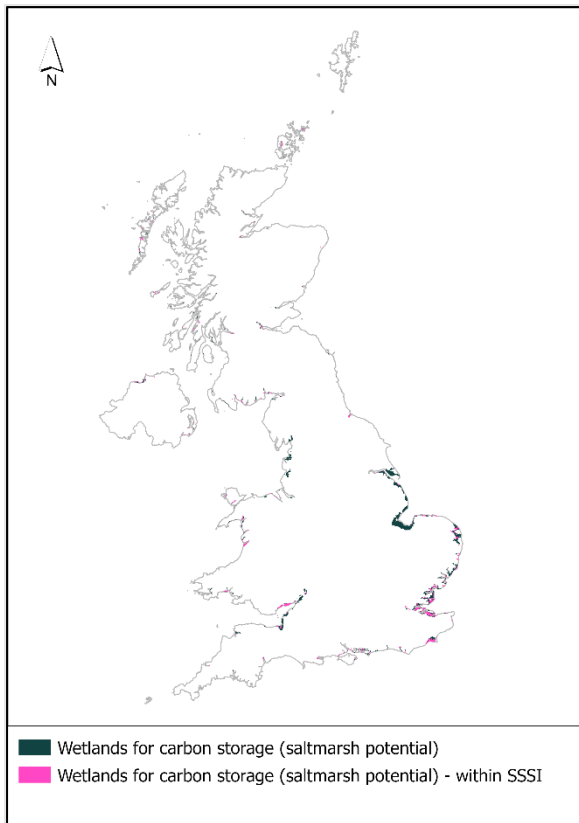 N
Wetlands for carbon storage (saltmarsh potential)
Wetlands for carbon storage (saltmarsh potential) - within SSSI